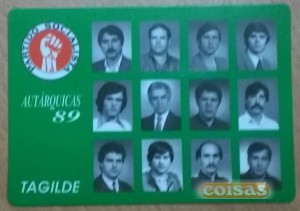 PARTIDO SOCIALISTA
AUTÁRQUICAS
89
TAGILDE
coisas